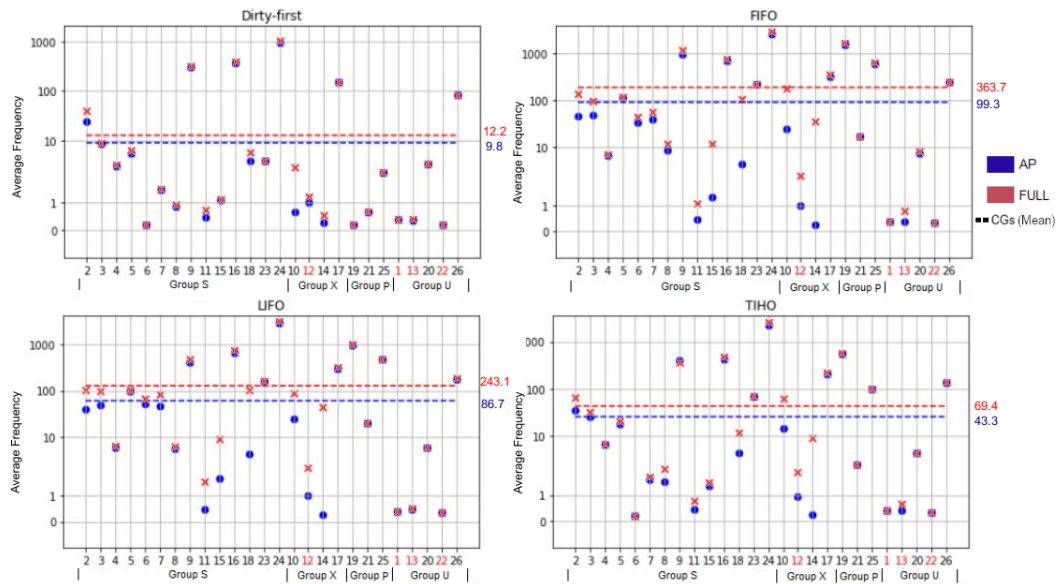 Dirty-first
Average Frequency
1000
100
10
1
0
12.2
9.8
2 3 4 5 6 7 8 9 11 15 16 18 23 24 10 12 14 17 19 21 25 1 13 20 22 26
Group S Group X Group P Group U
FIFO
Average Frequency
1000
100
10
1
0
363.7
99.3
2 3 4 5 6 7 8 9 11 15 16 18 23 24 10 12 14 17 19 21 25 1 13 20 22 26
Group S Group X Group P Group U
AP
FULL
CGs (Mean)
LIFO
Average Frequency
1000
100
10
1
0
243.1
86.7
2 3 4 5 6 7 8 9 11 15 16 18 23 24 10 12 14 17 19 21 25 1 13 20 22 26
Group S Group X Group P Group U
TIHO
Average Frequency
000
100
10
1
0
69.4
43.3
2 3 4 5 6 7 8 9 11 15 16 18 23 24 10 12 14 17 19 21 25 1 13 20 22 26
Group S Group X Group P Group U